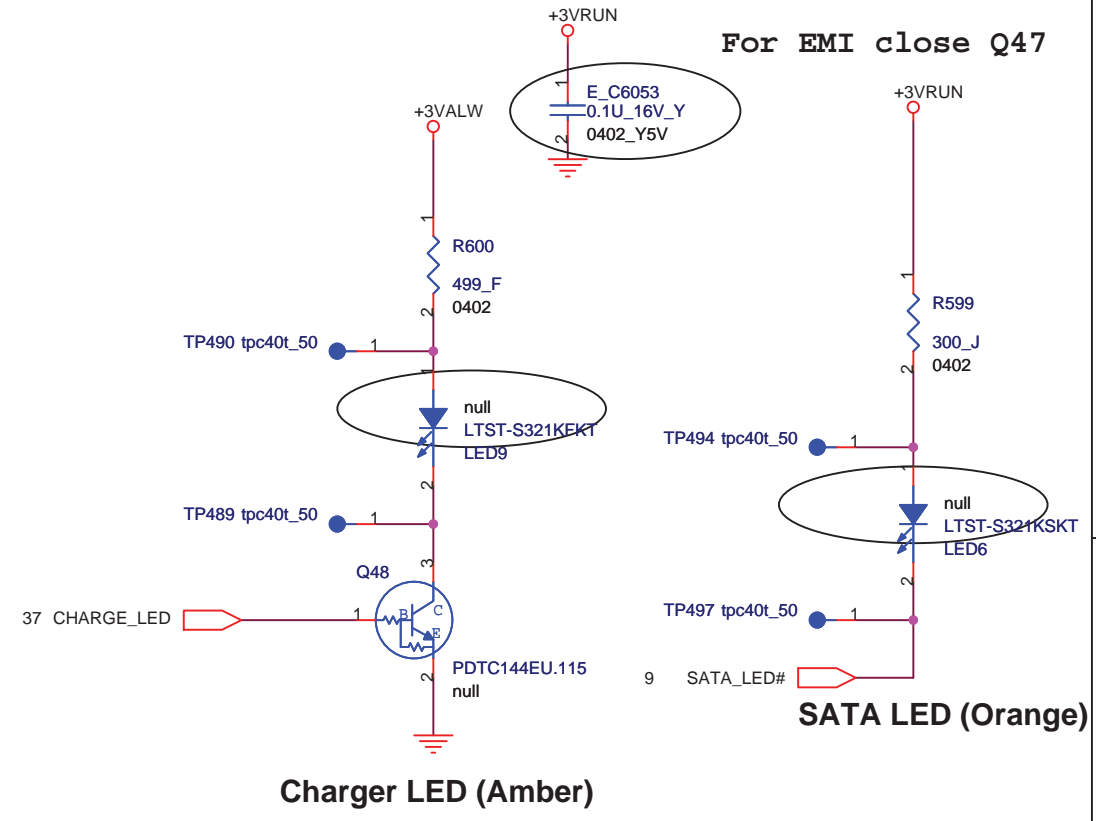 +3VRUN
For EMI close Q47
1
E_C6053
0.1U_16V_Y
0402_Y5V
2
+3VALW
1
R600
499_F
0402
2
TP490 tpc40t_50
1
1
null
LTST-S321KFKT
LED9
2
TP489 tpc40t_50
1
3
Q48
37 CHARGE_LED
1
B
C
E
PDTC144EU.115
null
2
Charger LED (Amber)
+3VRUN
1
R599
300_J
0402
2
TP494 tpc40t_50
1
1
null
LTST-S321KSKT
LED6
2
TP497 tpc40t_50
1
9 SATA_LED#
SATA LED (Orange)